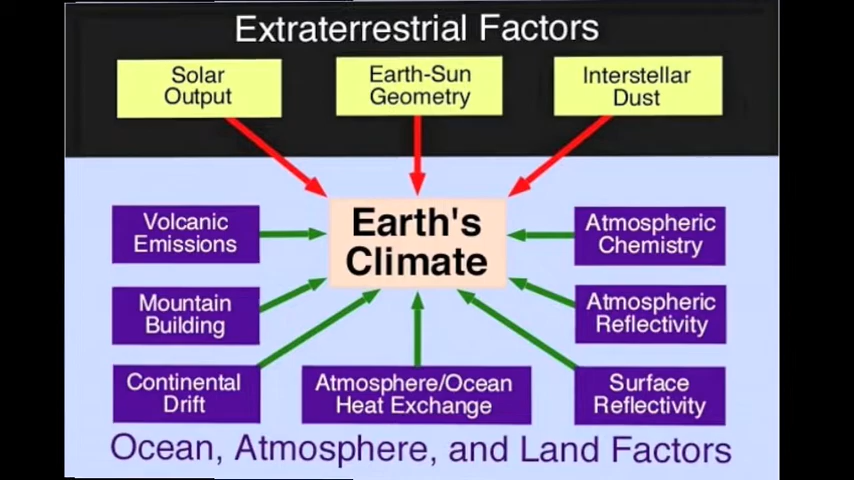 Extraterrestrial Factors
Solar
Output
Earth-Sun
Geometry
Interstellar
Dust
Earth's
Climate
Volcanic
Emissions
Atmospheric
Chemistry
Mountain
Building
Atmospheric
Reflectivity
Continental
Drift
Atmosphere/Ocean
Heat Exchange
Surface
Reflectivity
Ocean, Atmosphere, and Land Factors